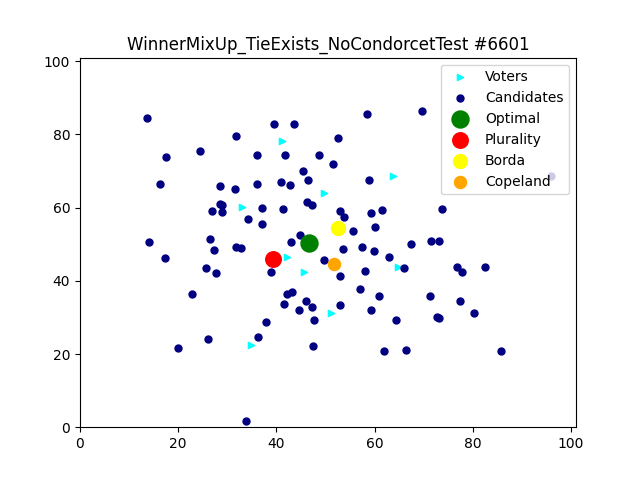 WinnerMixUp_TieExists_NoCondorcetTest #6601
100
80
60
40
20
0
0 20 40 60 80 100
Voters
Candidates
Optimal
Plurality
Borda
Copeland